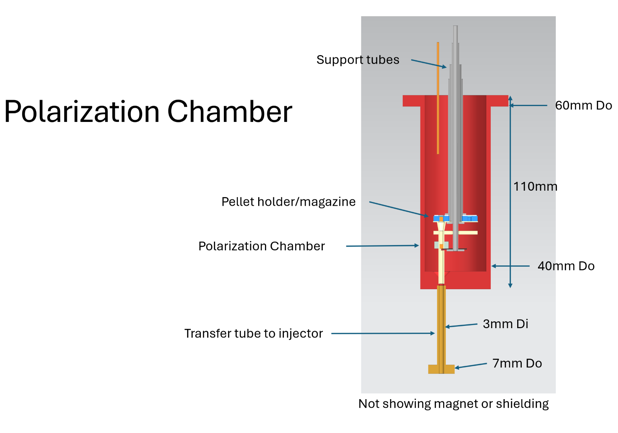 Support tubes
60mm Do
Polarization Chamber
110mm
Pellet holder/magazine
Polarization Chamber
40mm Do
3mm Di
Transfer tube to injector
7mm Do
Not showing magnet or shielding